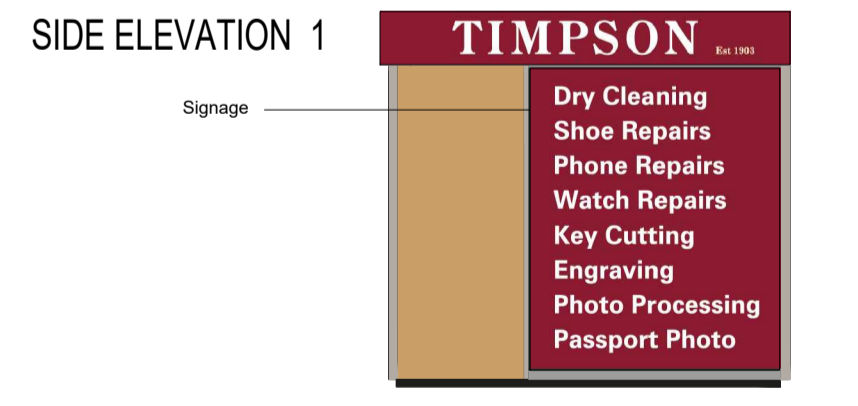 SIDE ELEVATION 1
TIMPSON Est 1903
Signage
Dry Cleaning
Shoe Repairs
Phone Repairs
Watch Repairs
Key Cutting
Engraving
Photo Processing
Passport Photo